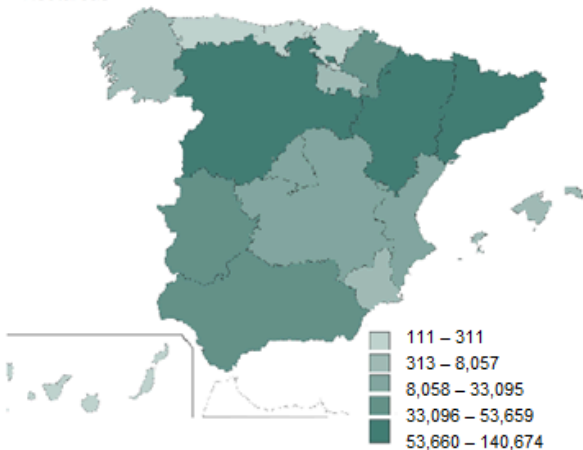 111 – 311
313 – 8,057
8,058 – 33,095
33,096 – 53,659
53,660 – 140,674